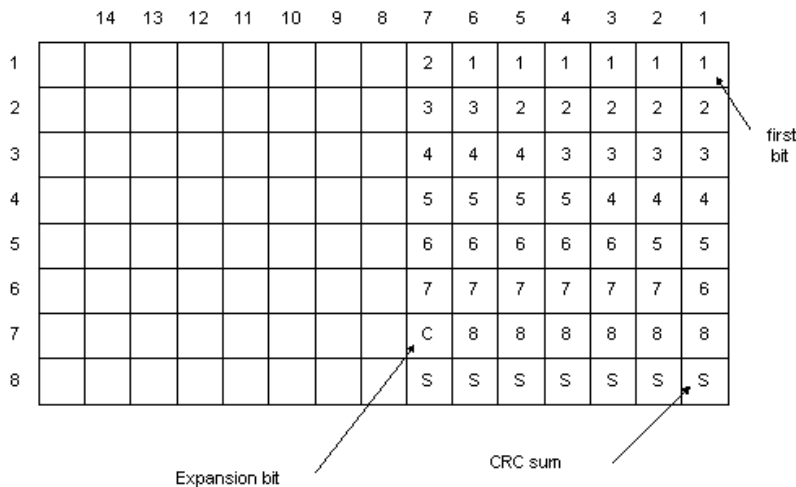 14 13 12 11 10 9 8 7 6 5 4 3 2 1
1 2 1 1 1 1 1 1
2 3 3 2 2 2 2 2
3 4 4 4 3 3 3 3
4 5 5 5 5 4 4 4
5 6 6 6 6 6 5 5
6 7 7 7 7 7 7 6
7 C 8 8 8 8 8 8
8 S S S S S S S
first
bit
Expansion bit
CRC sum